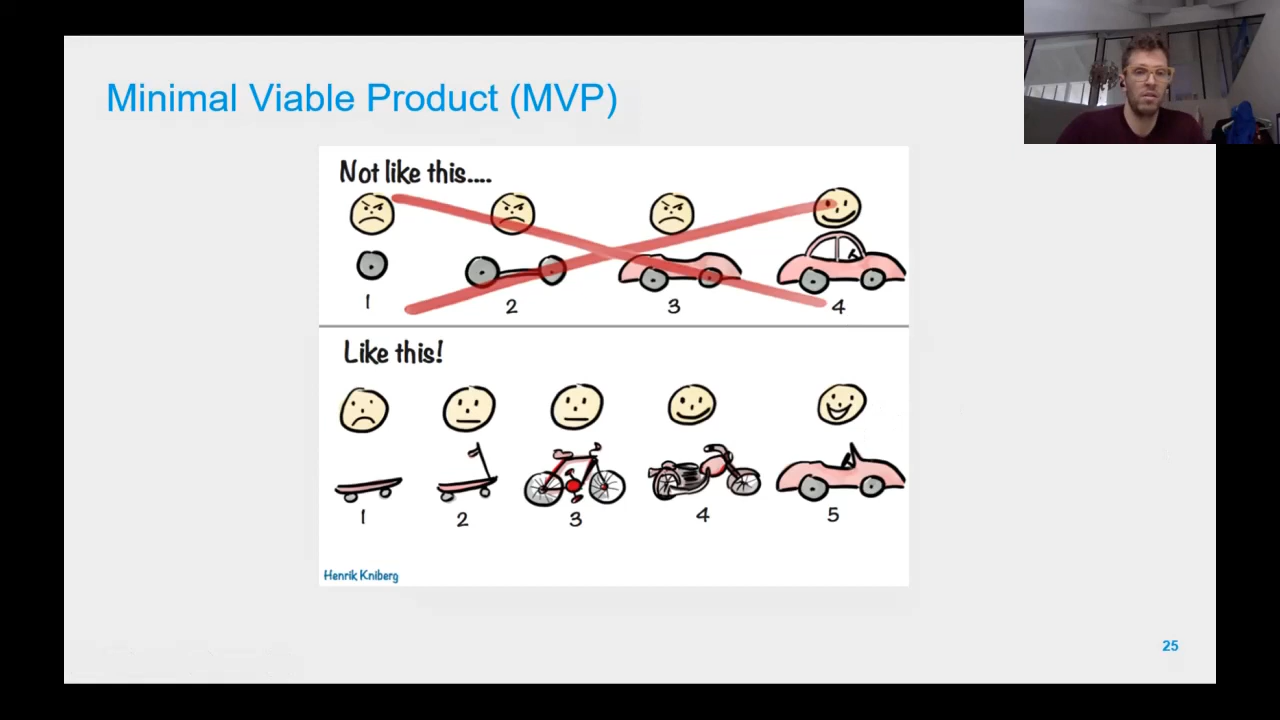 Minimal Viable Product (MVP)
Not like this....
1 2 3 4
Like this!
1 2 3 4 5
Henrik Kniberg
25